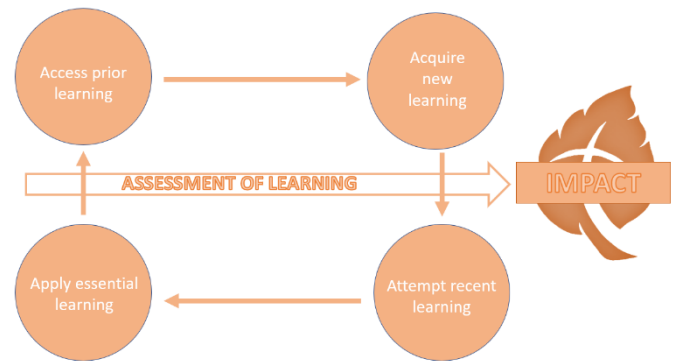 Access prior
learning
Acquire
new
learning
ASSESSMENT OF LEARNING
IMPACT
Apply essential
learning
Attempt recent
learning